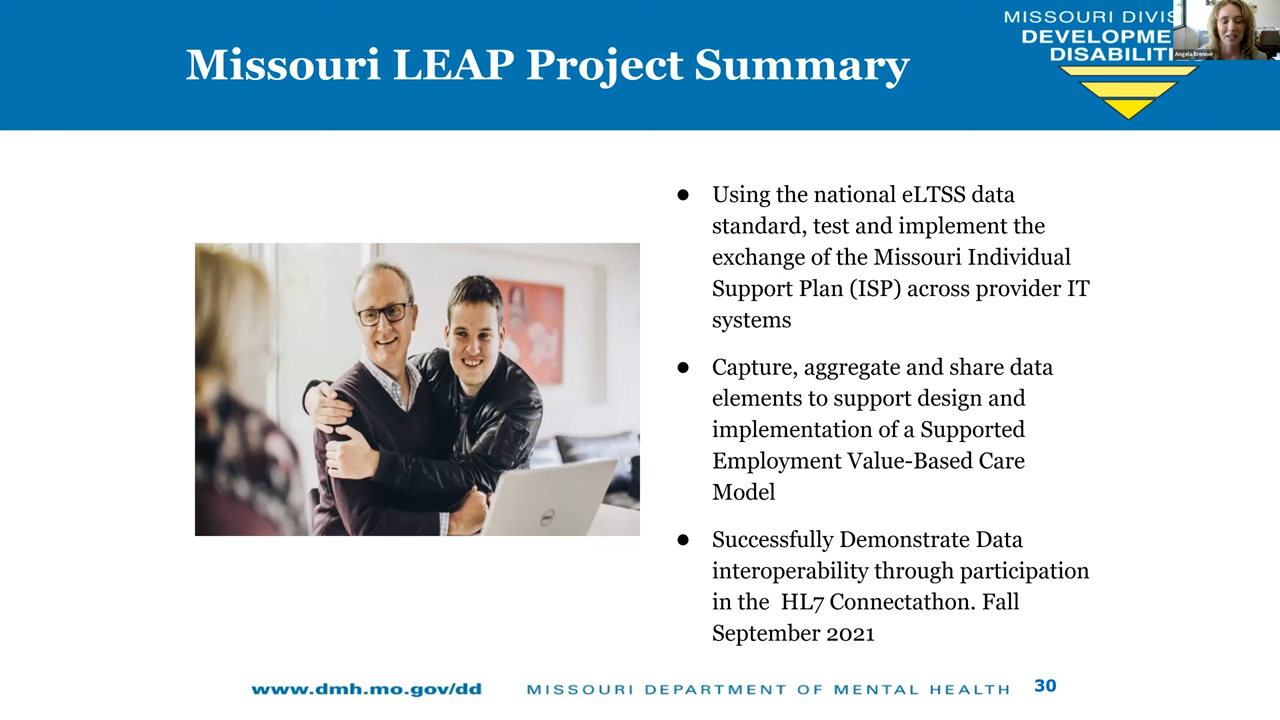 Missouri LEAP Project Summary
MISSOURI DIVIS
DEVELOPME
DISABILITI
Angela Brenner
● Using the national eLTSS data
standard, test and implement the
exchange of the Missouri Individual
Support Plan (ISP) across provider IT
systems
● Capture, aggregate and share data
elements to support design and
implementation of a Supported
Employment Value-Based Care
Model
● Successfully Demonstrate Data
interoperability through participation
in the HL7 Connectathon. Fall
September 2021
DELL
www.dmh.mo.gov/dd MISSOURI DEPARTMENT OF MENTAL HEALTH 30